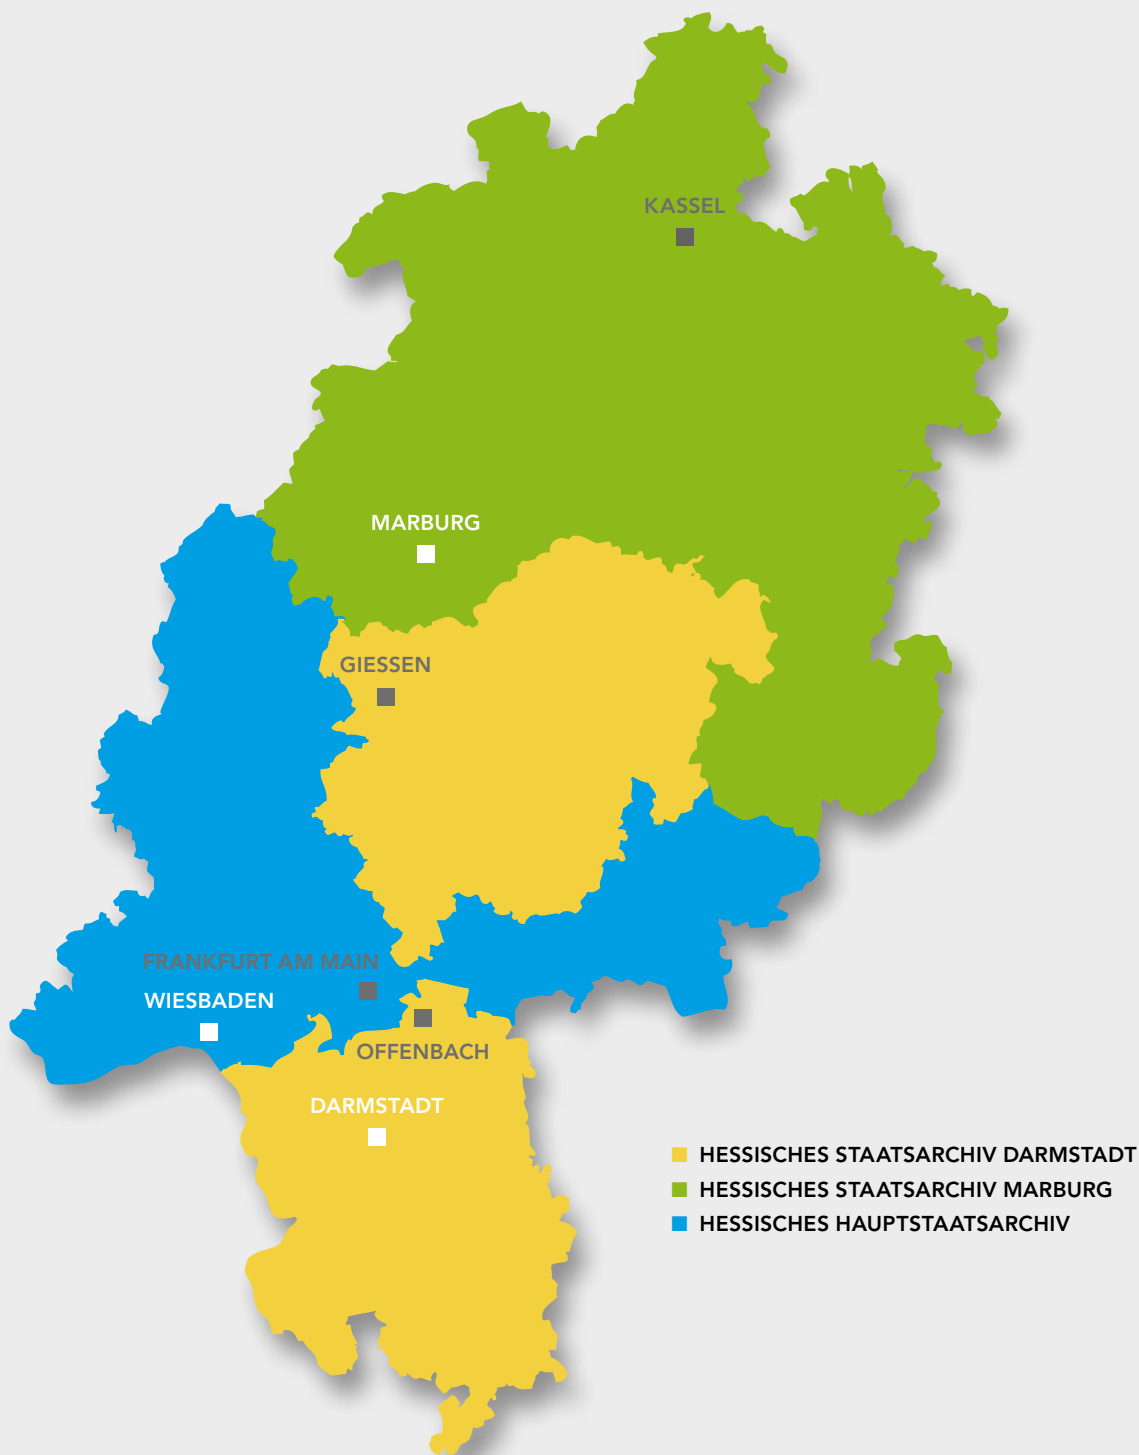 KASSEL
MARBURG
GIESSEN
FRANKFURT AM MAIN
WIESBADEN
OFFENBACH
DARMSTADT
HESSISCHES STAATSARCHIV DARMSTADT
HESSISCHES STAATSARCHIV MARBURG
HESSISCHES HAUPTSTAATSARCHIV